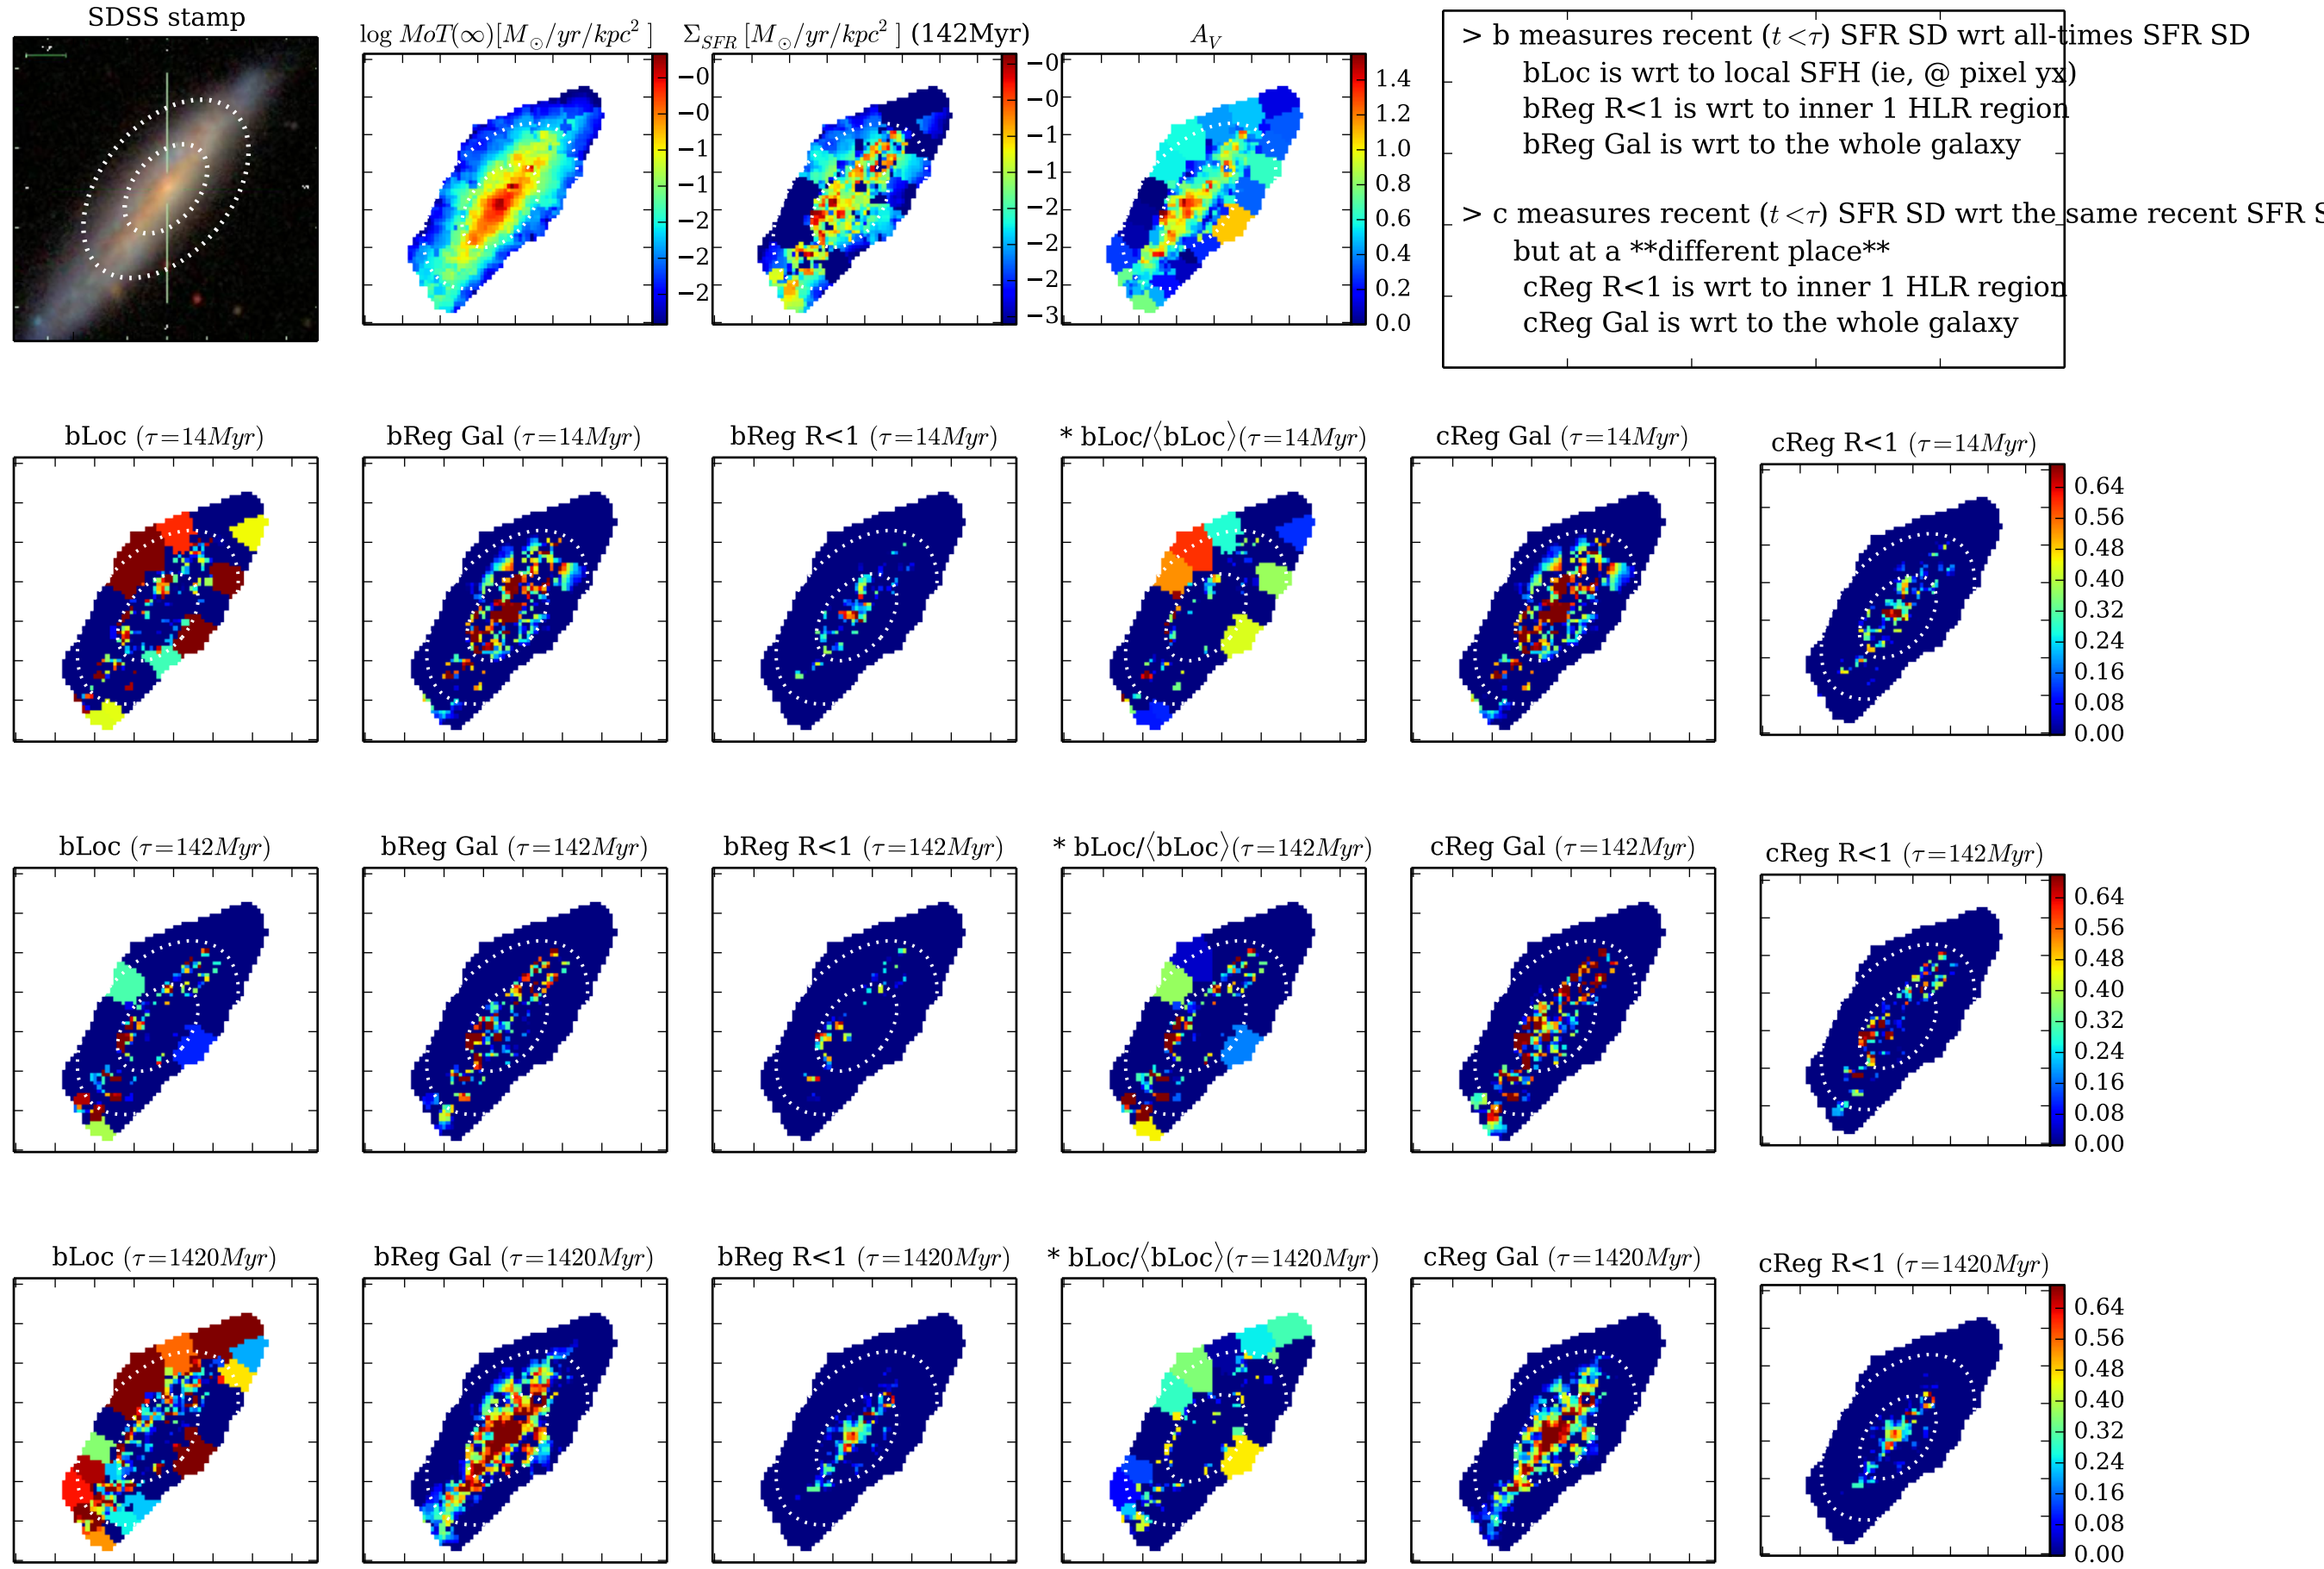 SDSS stamp
log MoT(∞)[M⊙/yr/kpc² ]
Σ_SFR [M⊙/yr/kpc² ] (142Myr)
A_V
−0
−0
−1
−1
−2
−2
−2
−0
−0
−1
−1
−2
−2
−2
−3
1.4
1.2
1.0
0.8
0.6
0.4
0.2
0.0
> b measures recent (t<τ) SFR SD wrt all-times SFR SD
bLoc is wrt to local SFH (ie, @ pixel yx)
bReg R<1 is wrt to inner 1 HLR region
bReg Gal is wrt to the whole galaxy
> c measures recent (t<τ) SFR SD wrt the same recent SFR S
but at a **different place**
cReg R<1 is wrt to inner 1 HLR region
cReg Gal is wrt to the whole galaxy
bLoc (τ=14Myr)
bReg Gal (τ=14Myr)
bReg R<1 (τ=14Myr)
* bLoc/⟨bLoc⟩(τ=14Myr)
cReg Gal (τ=14Myr)
cReg R<1 (τ=14Myr)
0.64
0.56
0.48
0.40
0.32
0.24
0.16
0.08
0.00
bLoc (τ=142Myr)
bReg Gal (τ=142Myr)
bReg R<1 (τ=142Myr)
* bLoc/⟨bLoc⟩(τ=142Myr)
cReg Gal (τ=142Myr)
cReg R<1 (τ=142Myr)
0.64
0.56
0.48
0.40
0.32
0.24
0.16
0.08
0.00
bLoc (τ=1420Myr)
bReg Gal (τ=1420Myr)
bReg R<1 (τ=1420Myr)
* bLoc/⟨bLoc⟩(τ=1420Myr)
cReg Gal (τ=1420Myr)
cReg R<1 (τ=1420Myr)
0.64
0.56
0.48
0.40
0.32
0.24
0.16
0.08
0.00